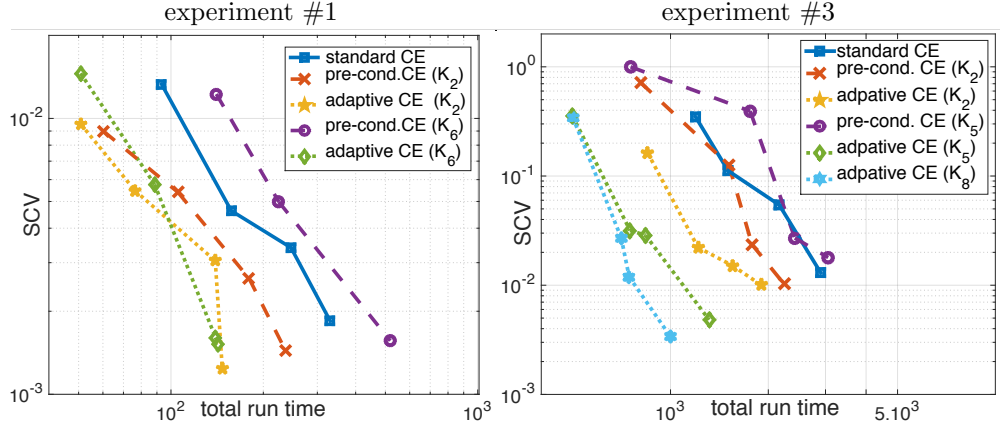 experiment #1
experiment #3
standard CE
pre-cond.CE (K2)
adaptive CE (K2)
pre-cond.CE (K6)
adaptive CE (K6)
10^-2
SCV
10^-3
10^2
total run time
10^3
standard CE
pre-cond. CE (K2)
adpative CE (K2)
pre-cond. CE (K5)
adpative CE (K5)
adpative CE (K8)
10^0
10^-1
SCV
10^-2
10^-3
10^3
total run time
5.10^3